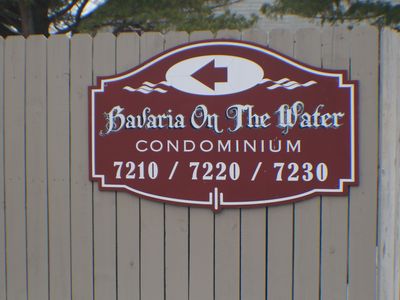 Bavaria On The Water
CONDOMINIUM
7210 / 7220 / 7230